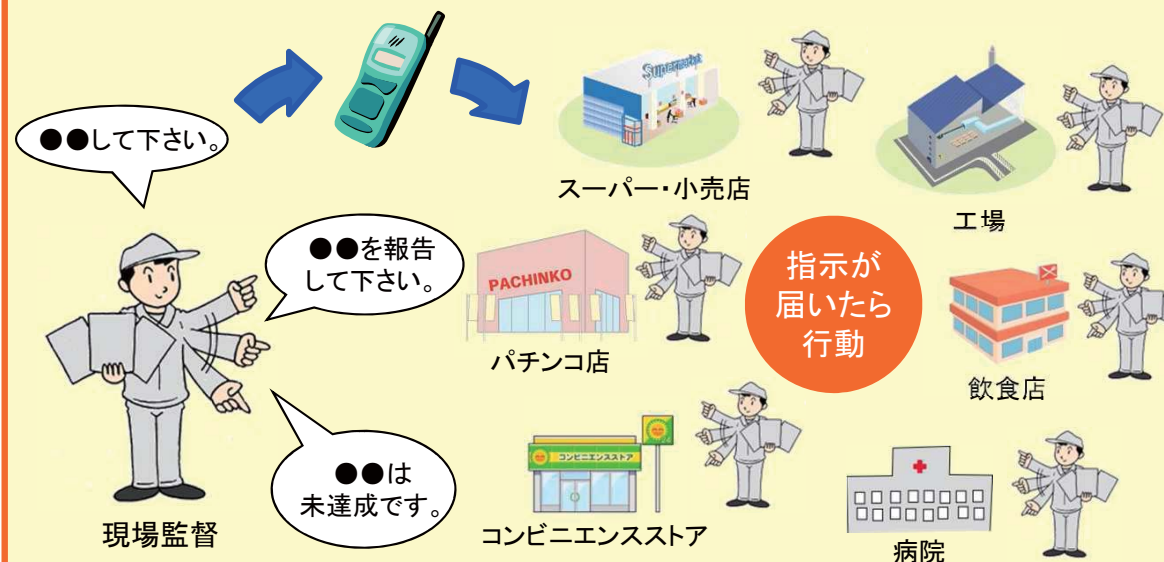 ●●して下さい。
●●を報告
して下さい。
●●は
未達成です。
現場監督
Supermarket
スーパー・小売店
工場
PACHINKO
パチンコ店
指示が
届いたら
行動
飲食店
コンビニエンスストア
コンビニエンスストア
病院